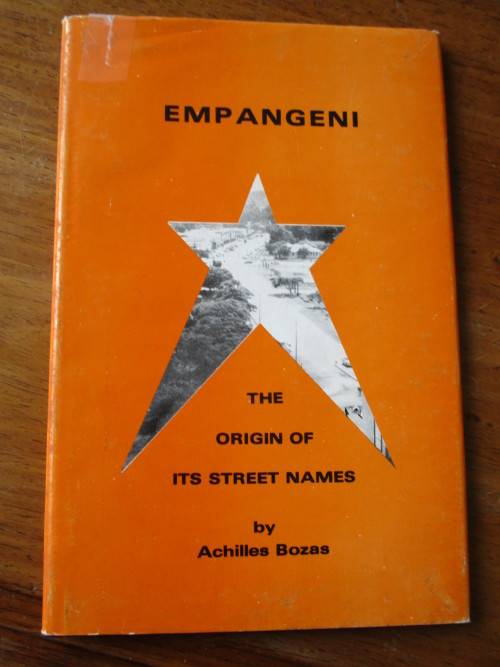 EMPANGENI
THE
ORIGIN OF
ITS STREET NAMES
by
Achilles Bozas